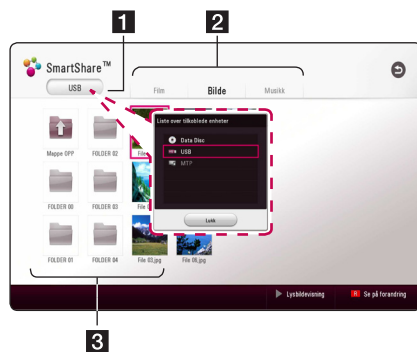 1
2
SmartShare™
USB
Film
Bilde
Musikk
Liste over tilkoblede enheter
Data Disc
USB
MTP
Lukk
Mappe OPP
FOLDER 02
File
FOLDER 00
FOLDER 03
File
FOLDER 01
FOLDER 04
File 03.jpg
File 06.jpg
Lysbildevisning
R Se på forandring
3